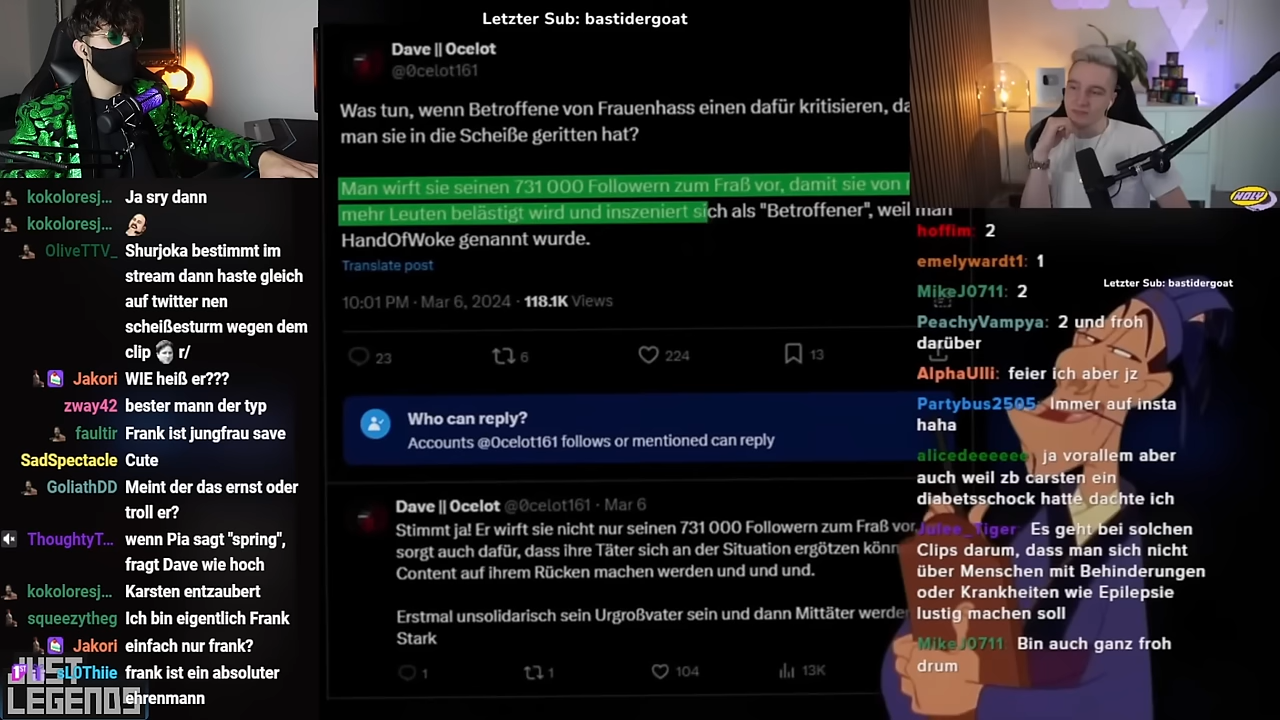 Letzter Sub: bastidergoat
Dave || 0celot
@0celot161
Was tun, wenn Betroffene von Frauenhass einen dafür kritisieren, da
man sie in die Scheiße geritten hat?
Man wirft sie seinen 731 000 Followern zum Fraß vor, damit sie von
mehr Leuten belästigt wird und inszeniert sich als "Betroffener", weil man
HandOfWoke genannt wurde.
Translate post
10:01 PM · Mar 6, 2024 · 118.1K Views
23
6
224
13
Who can reply?
Accounts @0celot161 follows or mentioned can reply
Dave || 0celot @0celot161 · Mar 6
Stimmt ja! Er wirft sie nicht nur seinen 731 000 Followern zum Fraß vor,
sorgt auch dafür, dass ihre Täter sich an der Situation ergötzen könn
Content auf ihrem Rücken machen werden und und und.
Erstmal unsolidarisch sein Urgroßvater sein und dann Mittäter werde
Stark
1
1
104
13K
kokoloresj... Ja sry dann
kokoloresj...
OliveTTV_ Shurjoka bestimmt im
stream dann haste gleich
auf twitter nen
scheißesturm wegen dem
clip r/
Jakori WIE heiß er???
zway42 bester mann der typ
faultir Frank ist jungfrau save
SadSpectacle Cute
GoliathDD Meint der das ernst oder
troll er?
ThoughtyT... wenn Pia sagt "spring",
fragt Dave wie hoch
kokoloresj... Karsten entzaubert
squeezytheg Ich bin eigentlich Frank
Jakori einfach nur frank?
sL0Thiie frank ist ein absoluter
ehrenmann
JUST
LEGENDS
HOLY
hoffim: 2
emelywardt1: 1
MikeJ0711: 2
Letzter Sub: bastidergoat
PeachyVampya: 2 und froh
darüber
AlphaUlli: feier ich aber jz
Partybus2505: Immer auf insta
haha
alicedeeeeee: ja vorallem aber
auch weil zb carsten ein
diabetsschock hatte dachte ich
Julee_Tiger: Es geht bei solchen
Clips darum, dass man sich nicht
über Menschen mit Behinderungen
oder Krankheiten wie Epilepsie
lustig machen soll
MikeJ0711 Bin auch ganz froh
drum